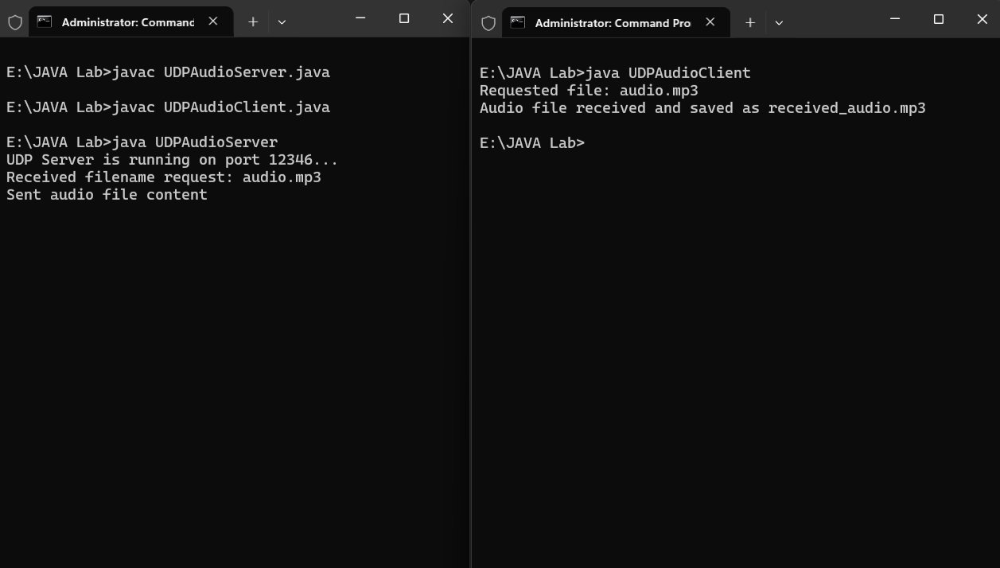 Administrator: Command
E:\JAVA Lab>javac UDPAudioServer.java
E:\JAVA Lab>javac UDPAudioClient.java
E:\JAVA Lab>java UDPAudioServer
UDP Server is running on port 12346...
Received filename request: audio.mp3
Sent audio file content
Administrator: Command Pro
E:\JAVA Lab>java UDPAudioClient
Requested file: audio.mp3
Audio file received and saved as received_audio.mp3
E:\JAVA Lab>